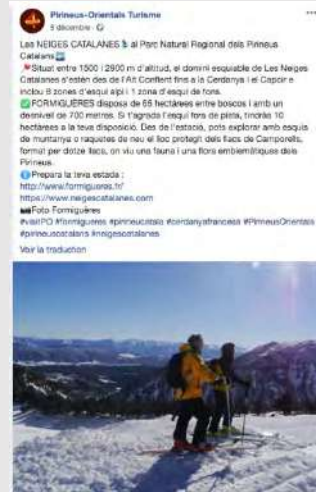 Pirineus-Orientals Turisme
5 décembre
Les NEIGES CATALANES al Parc Natural Regional dels Pirineus
Catalans
Situat entre 1500 i 2900 m d'altitud, el domini esquiable de Les Neiges
Catalanes s'estén des de l'Alt Conflent fins a la Cerdanya i el Capcir e
inclou 8 zones d'esquí alpí i 1 zona d'esquí de fons.
FORMIGUÈRES disposa de 65 hectàrees entre boscos i amb un
desnivell de 700 metres. Si t'agrada l'esquí fora de pista, tindràs 10
hectàrees a la teva disposició. Des de l'estació, pots explorar amb esquís
de muntanya o raquetes de neu el lloc protegit dels llacs de Camporells,
format per dotze llacs, on viu una fauna i una flora emblemàtiques dels
Pirineus.
Prepara la teva estada :
http://www.formigueres.fr/
https://www.neigescatalanes.com
Foto Formiguères
#visitPO #formigueres #pirineucatala #cerdanyafrancesa #PirineusOrientals
#pirineuscatalans #neigescatalanes
Voir la traduction